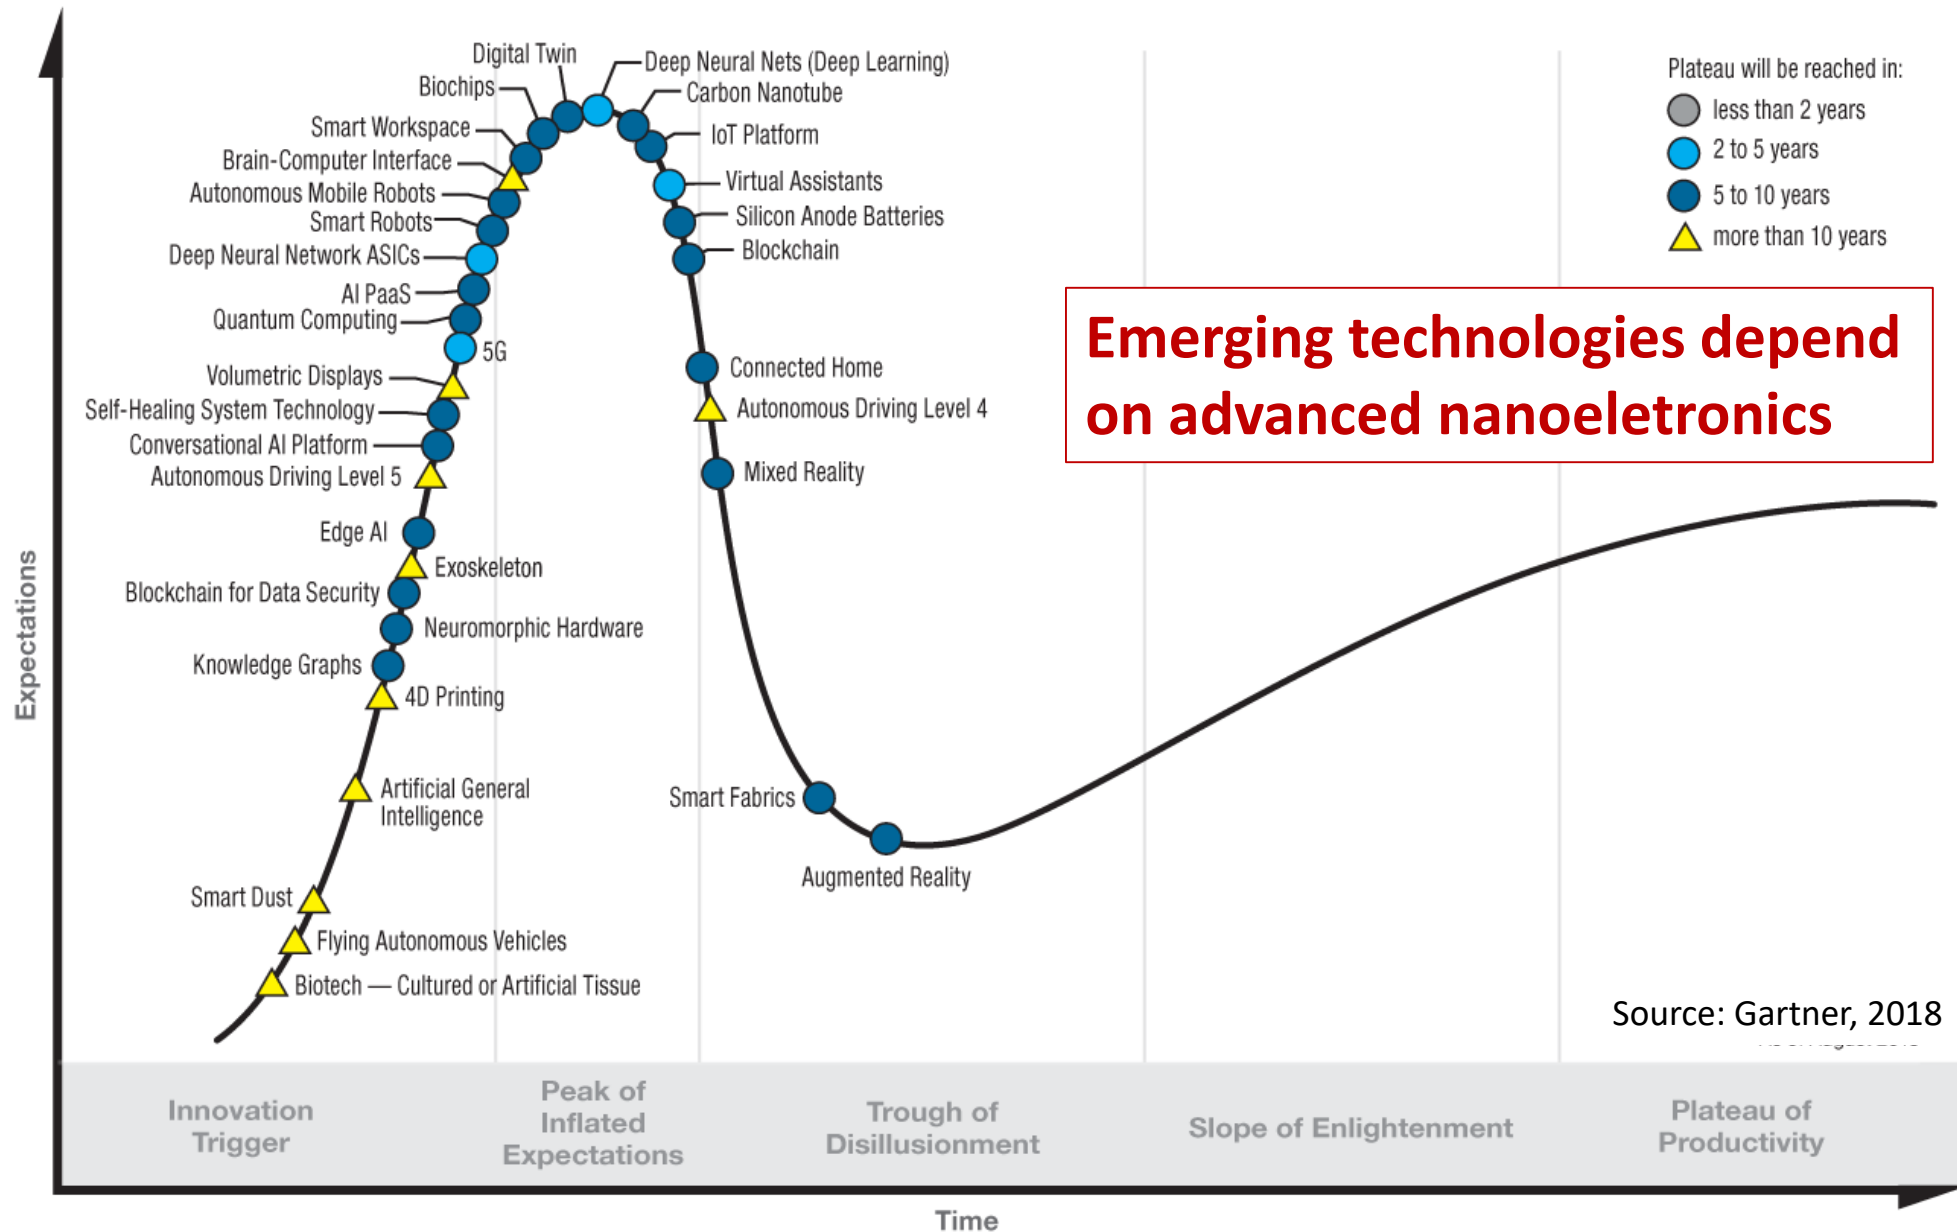 Digital Twin
Deep Neural Nets (Deep Learning)
Biochips
Carbon Nanotube
Smart Workspace
IoT Platform
Brain-Computer Interface
Virtual Assistants
Autonomous Mobile Robots
Silicon Anode Batteries
Smart Robots
Blockchain
Deep Neural Network ASICs
AI PaaS
Quantum Computing
5G
Volumetric Displays
Connected Home
Self-Healing System Technology
Autonomous Driving Level 4
Conversational AI Platform
Mixed Reality
Autonomous Driving Level 5
Edge AI
Exoskeleton
Blockchain for Data Security
Neuromorphic Hardware
Knowledge Graphs
4D Printing
Artificial General
Intelligence
Smart Fabrics
Augmented Reality
Smart Dust
Flying Autonomous Vehicles
Biotech — Cultured or Artificial Tissue
Plateau will be reached in:
less than 2 years
2 to 5 years
5 to 10 years
more than 10 years
Emerging technologies depend
on advanced nanoeletronics
Source: Gartner, 2018
Expectations
Innovation
Trigger
Peak of
Inflated
Expectations
Trough of
Disillusionment
Slope of Enlightenment
Plateau of
Productivity
Time